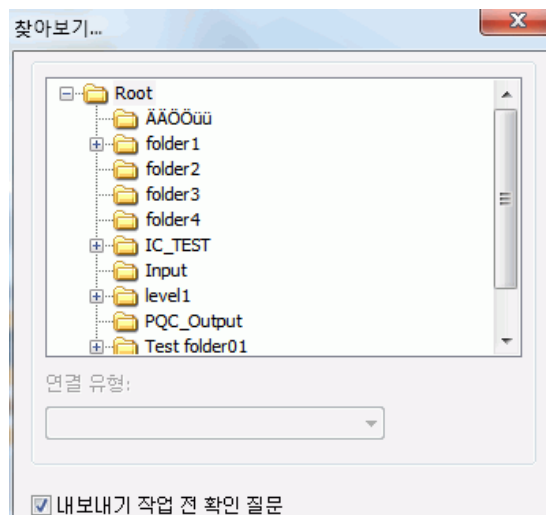 찾아보기...
Root
ÄÄÖÖüü
folder1
folder2
folder3
folder4
IC_TEST
Input
level1
PQC_Output
Test folder01
연결 유형:
내보내기 작업 전 확인 질문